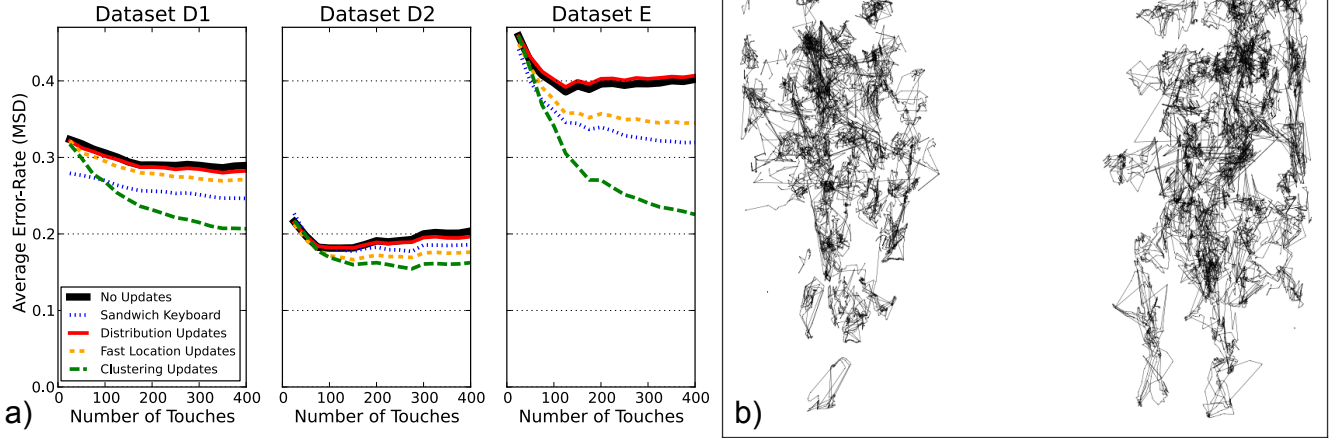 Dataset D1
Dataset D2
Dataset E
Average Error-Rate (MSD)
0.4
0.3
0.2
0.1
0.0
No Updates
Sandwich Keyboard
Distribution Updates
Fast Location Updates
Clustering Updates
0 100 200 300 400
0 100 200 300 400
0 100 200 300 400
Number of Touches
Number of Touches
Number of Touches
a)
b)